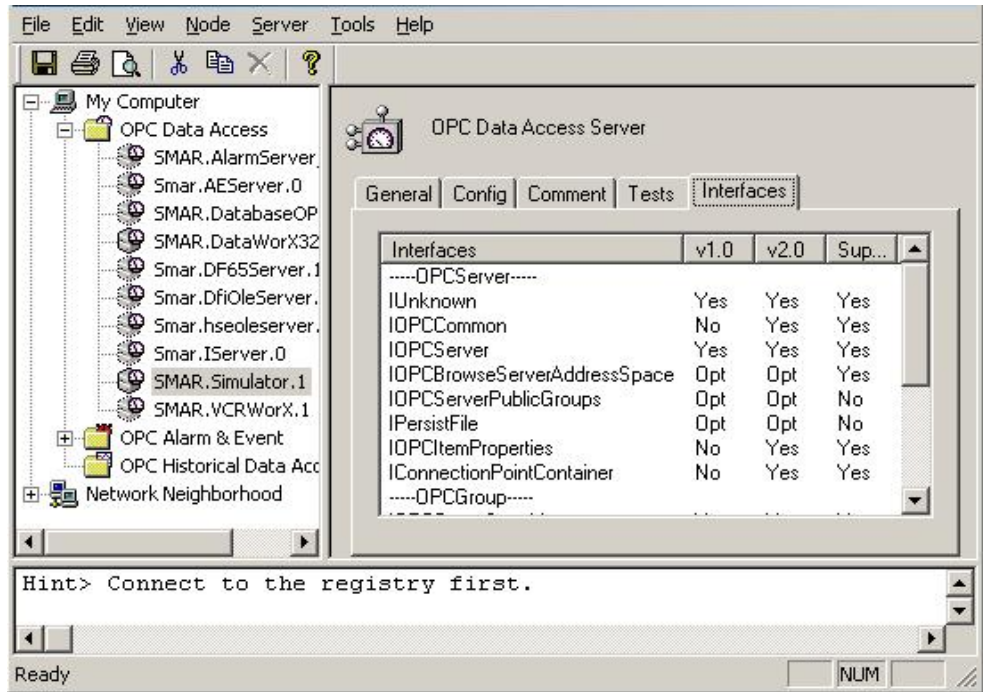 File Edit View Node Server Tools Help
My Computer
OPC Data Access
SMAR.AlarmServer_
Smar.AEServer.0
SMAR.DatabaseOP
SMAR.DataWorX32
Smar.DF65Server.1
Smar.DfiOleServer.
Smar.hseoleserver.
Smar.IServer.0
SMAR.Simulator.1
SMAR.VCRWorX.1
OPC Alarm & Event
OPC Historical Data Acc
Network Neighborhood
OPC Data Access Server
General Config Comment Tests Interfaces
Interfaces v1.0 v2.0 Sup...
-----OPCServer-----
IUnknown Yes Yes Yes
IOPCCommon No Yes Yes
IOPCServer Yes Yes Yes
IOPCBrowseServerAddressSpace Opt Opt Yes
IOPCServerPublicGroups Opt Opt No
IPersistFile Opt Opt No
IOPCItemProperties No Yes Yes
IConnectionPointContainer No Yes Yes
-----OPCGroup-----
Hint> Connect to the registry first.
Ready NUM